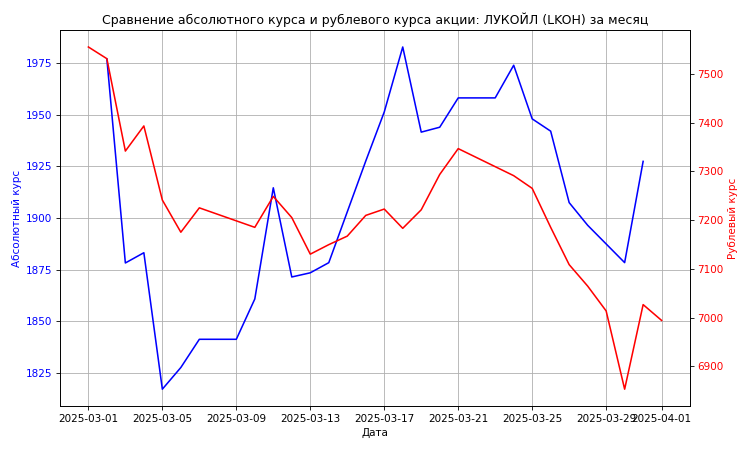 Сравнение абсолютного курса и рублевого курса акции: ЛУКОЙЛ (LKOH) за месяц
1975
1950
1925
1900
1875
1850
1825
Абсолютный курс
7500
7400
7300
7200
7100
7000
6900
Рублевый курс
2025-03-01 2025-03-05 2025-03-09 2025-03-13 2025-03-17 2025-03-21 2025-03-25 2025-03-29 2025-04-01
Дата